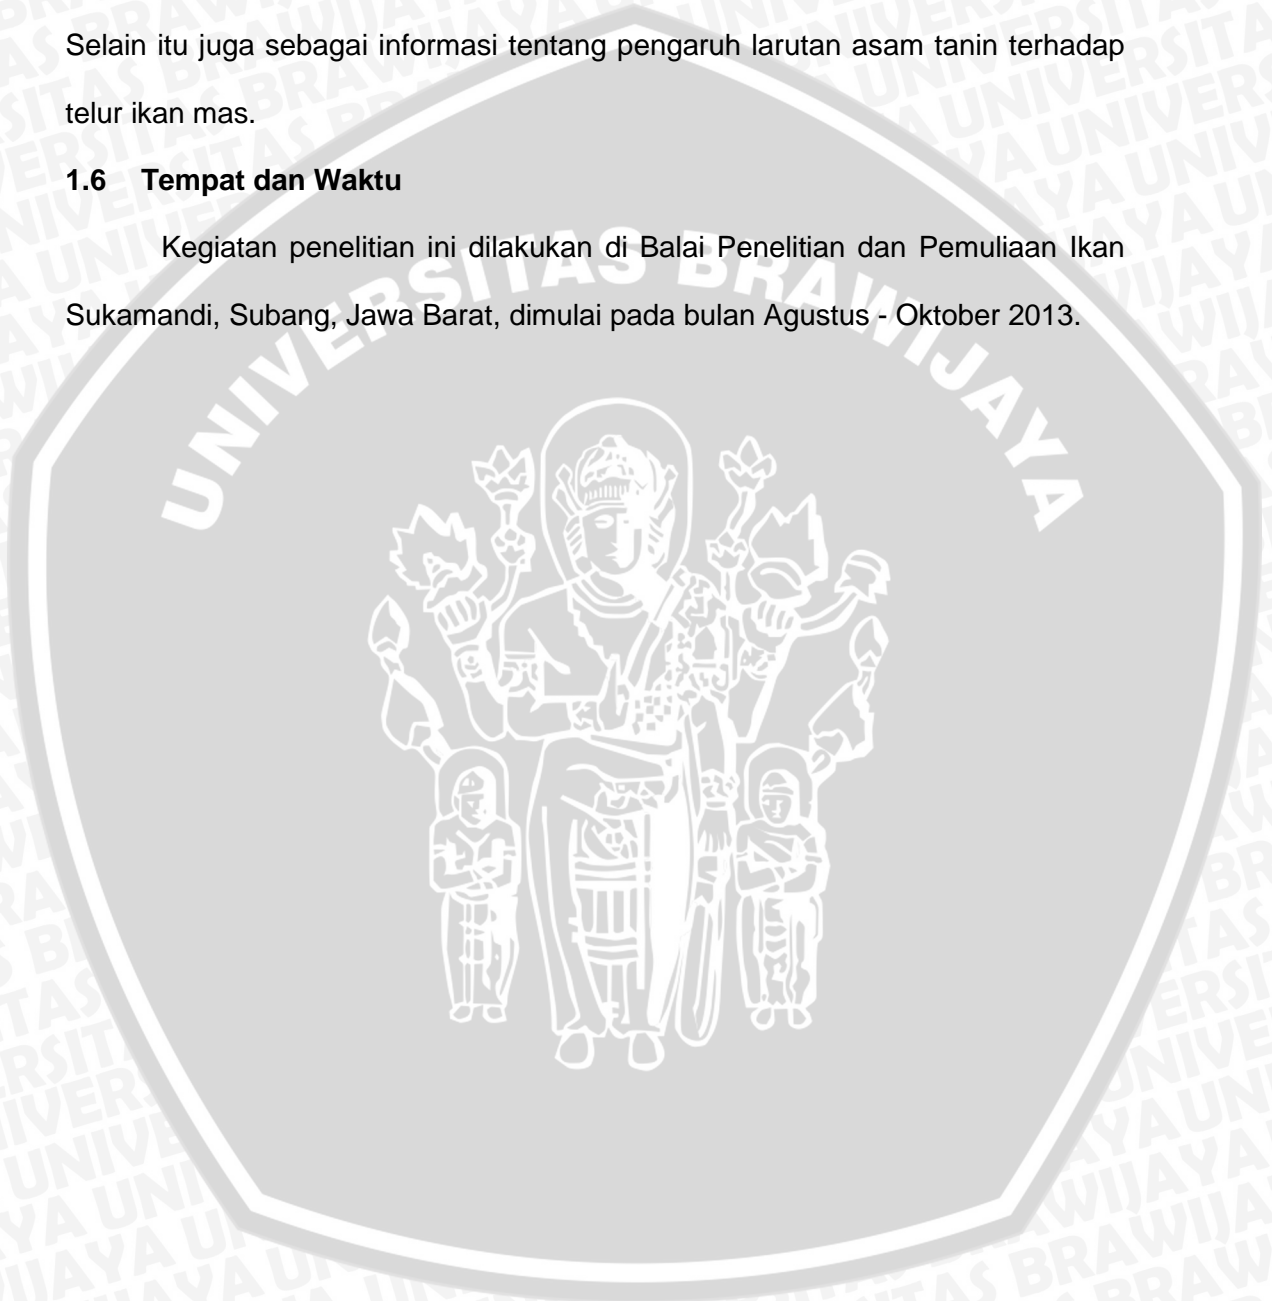 Selain itu juga sebagai informasi tentang pengaruh larutan asam tanin terhadap
telur ikan mas.
1.6 Tempat dan Waktu
Kegiatan penelitian ini dilakukan di Balai Penelitian dan Pemuliaan Ikan
Sukamandi, Subang, Jawa Barat, dimulai pada bulan Agustus - Oktober 2013.
UNIVERSITAS BRAWIJAYA